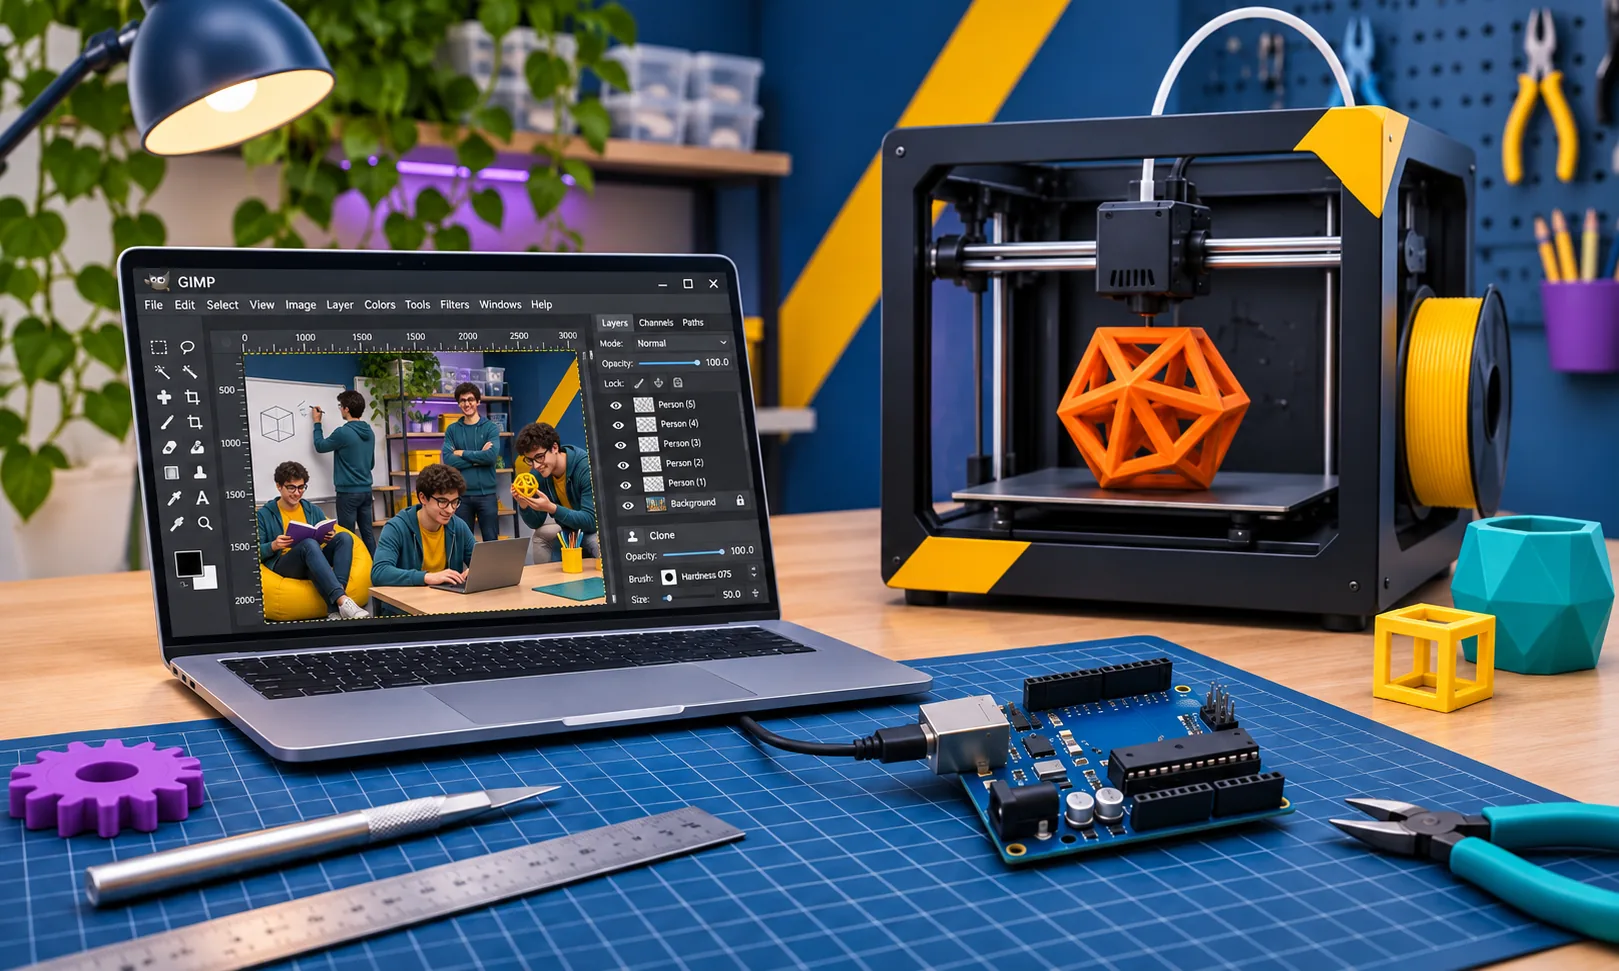 GIMP
File Edit Select View Image Layer Colors Tools Filters Windows Help
Layers Channels Paths
Mode: Normal
Opacity: 100.0
Lock:
Person (5)
Person (4)
Person (3)
Person (2)
Person (1)
Background
Clone
Opacity: 100.0
Brush: Hardness 075
Size: 50.0
0 1000 1500 1500 2000 2500 3000
500
1000
1500
1500
2000
A